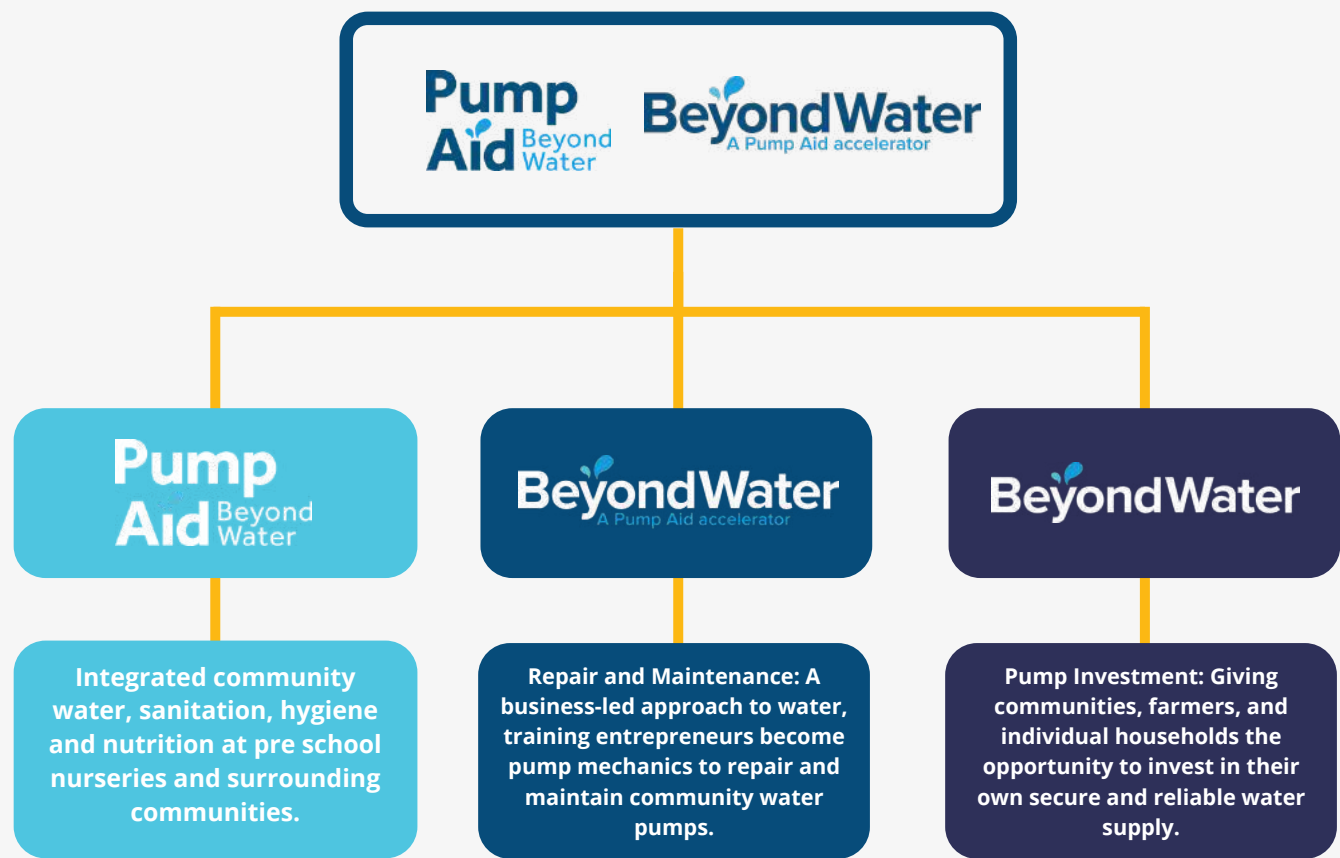 Pump
Aid Beyond
Water
BeyondWater
A Pump Aid accelerator
Pump
Aid Beyond
Water
BeyondWater
A Pump Aid accelerator
BeyondWater
Integrated community
water, sanitation, hygiene
and nutrition at pre school
nurseries and surrounding
communities.
Repair and Maintenance: A
business-led approach to water,
training entrepreneurs become
pump mechanics to repair and
maintain community water
pumps.
Pump Investment: Giving
communities, farmers, and
individual households the
opportunity to invest in their
own secure and reliable water
supply.